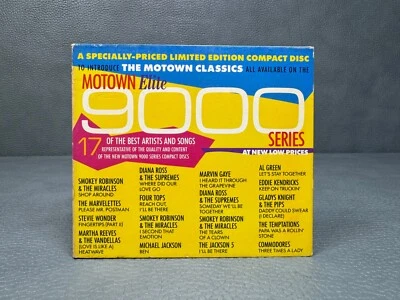 A SPECIALLY-PRICED LIMITED EDITION COMPACT DISC
TO INTRODUCE THE MOTOWN CLASSICS ALL AVAILABLE ON THE
MOTOWN Elite
9000
SERIES
AT NEW LOW PRICES
17 OF THE BEST ARTISTS AND SONGS
REPRESENTATIVE OF THE QUALITY AND CONTENT
OF THE NEW MOTOWN 9000 SERIES COMPACT DISCS
SMOKEY ROBINSON
& THE MIRACLES
SHOP AROUND
THE MARVELETTES
PLEASE MR. POSTMAN
STEVIE WONDER
FINGERTIPS (PART II)
MARTHA REEVES
& THE VANDELLAS
(LOVE IS LIKE A)
HEATWAVE
DIANA ROSS
& THE SUPREMES
WHERE DID OUR
LOVE GO
FOUR TOPS
REACH OUT,
I'LL BE THERE
SMOKEY ROBINSON
& THE MIRACLES
I SECOND THAT
EMOTION
MICHAEL JACKSON
BEN
MARVIN GAYE
I HEARD IT THROUGH
THE GRAPEVINE
DIANA ROSS
& THE SUPREMES
SOMEDAY WE'LL BE
TOGETHER
SMOKEY ROBINSON
& THE MIRACLES
THE TEARS
OF A CLOWN
THE JACKSON 5
I'LL BE THERE
AL GREEN
LET'S STAY TOGETHER
EDDIE KENDRICKS
KEEP ON TRUCKIN'
GLADYS KNIGHT
& THE PIPS
DADDY COULD SWEAR
(I DECLARE)
THE TEMPTATIONS
PAPA WAS A ROLLIN'
STONE
COMMODORES
THREE TIMES A LADY